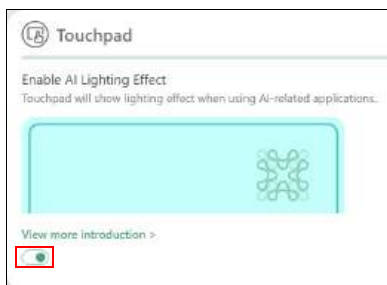 Touchpad
Enable AI Lighting Effect
Touchpad will show lighting effect when using AI-related applications.
View more introduction >